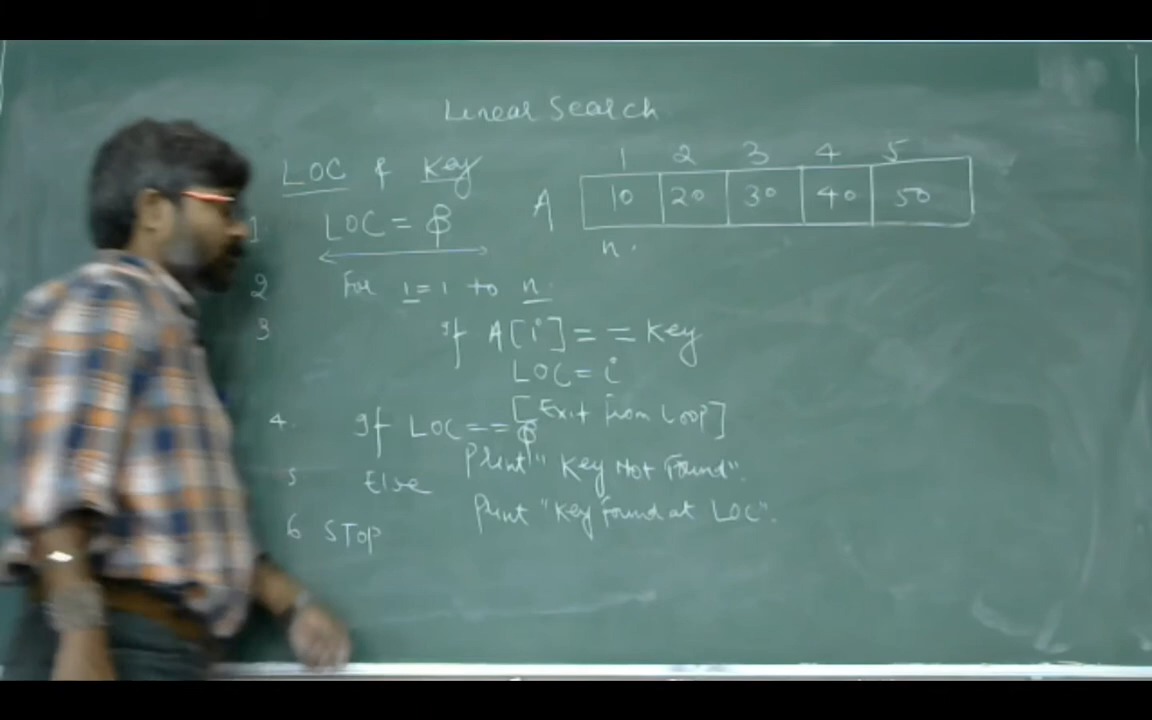 Linear Search
LOC & Key
1 LOC = ϕ
2 For i=1 to n.
3 If A[i] == Key
LOC = i
[Exit from Loop]
4. If LOC == ϕ
Print "Key Not Found".
5 Else
Print "Key Found at LOC".
6 STOP
1 2 3 4 5
A 10 20 30 40 50
n.